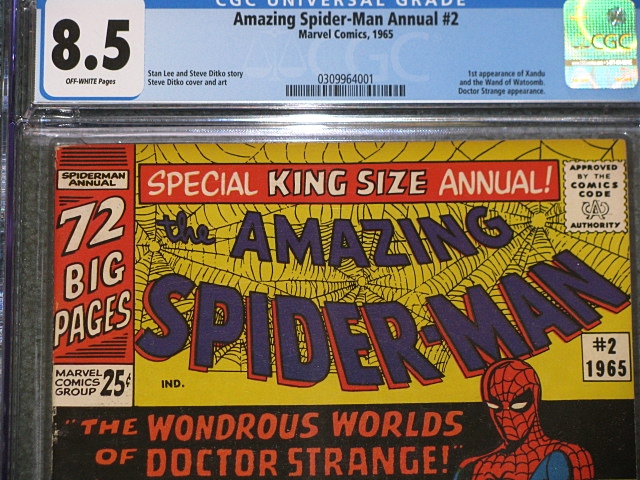 CGC UNIVERSAL GRADE
8.5
OFF-WHITE Pages
Amazing Spider-Man Annual #2
Marvel Comics, 1965
Stan Lee and Steve Ditko story
Steve Ditko cover and art
0309964001
1st appearance of Xandu
and the Wand of Watoomb.
Doctor Strange appearance.
CGC
CGC
SPIDERMAN
ANNUAL
72
BIG
PAGES
MARVEL
COMICS
GROUP
25¢
SPECIAL KING SIZE ANNUAL!
APPROVED
BY THE
COMICS
CODE
CA
AUTHORITY
the AMAZING
SPIDER-MAN
IND.
#2
1965
"THE WONDROUS WORLDS
OF DOCTOR STRANGE!"